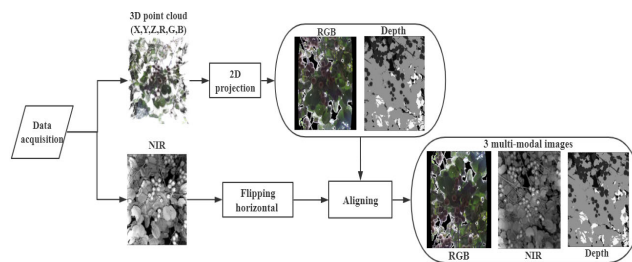 3D point cloud
(X,Y,Z,R,G,B)
RGB
Depth
2D
projection
Data
acquisition
NIR
3 multi-modal images
Flipping
horizontal
Aligning
RGB
NIR
Depth